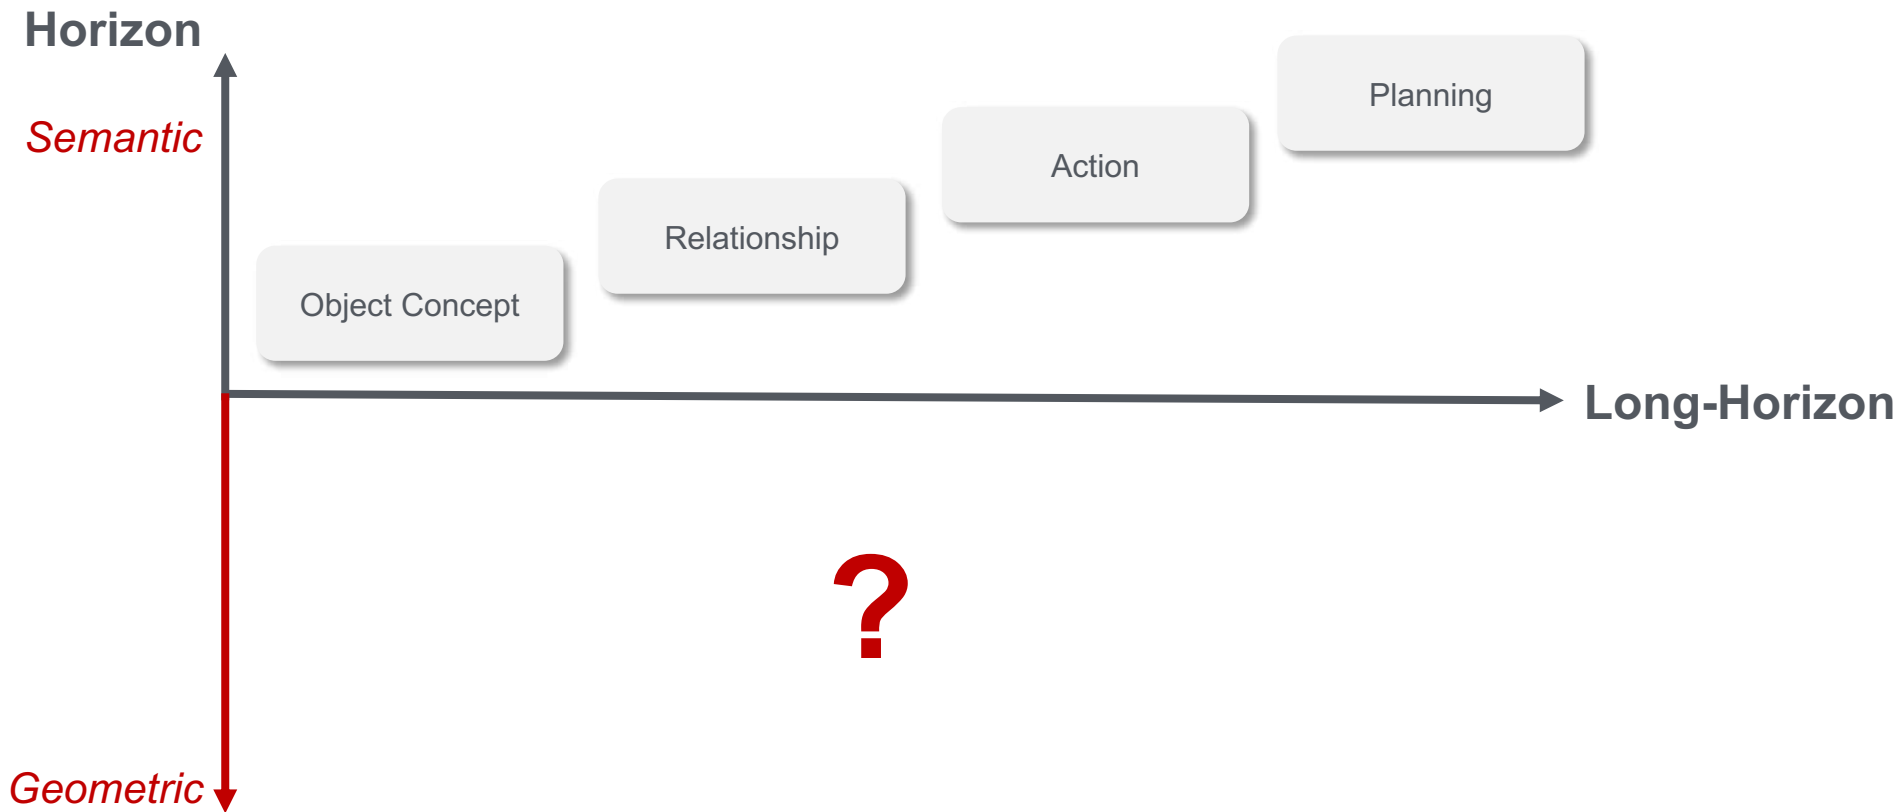 Horizon
Semantic
Planning
Action
Relationship
Object Concept
Long-Horizon
?
Geometric